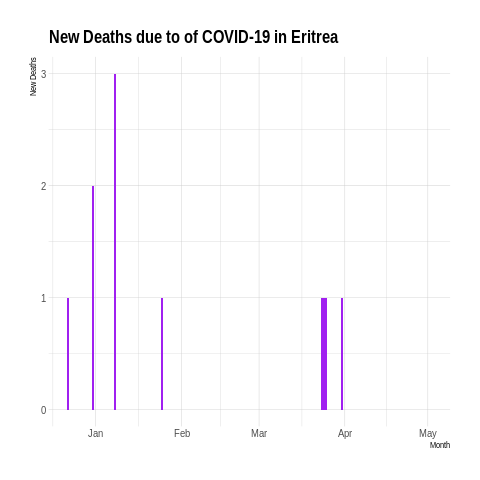 New Deaths due to of COVID-19 in Eritrea
New Deaths
3
2
1
0
Jan Feb Mar Apr May
Month